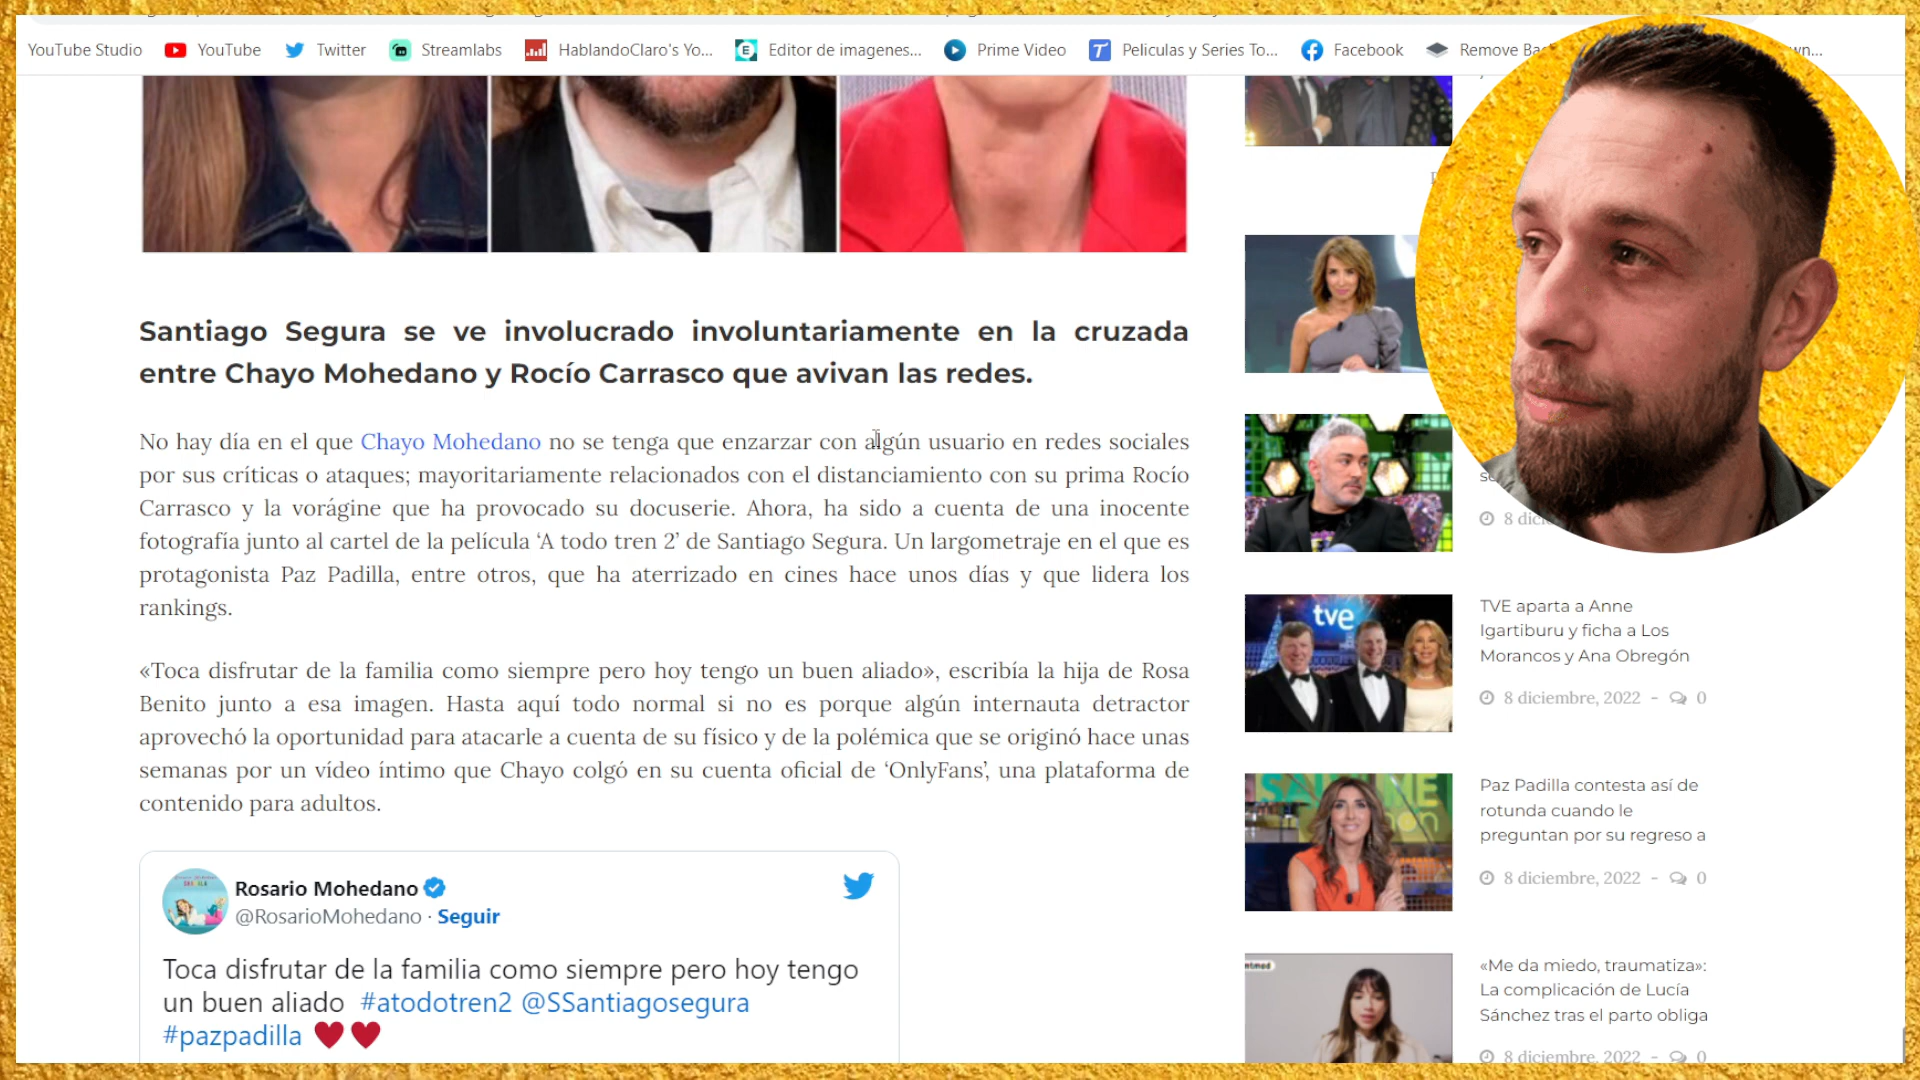 YouTube Studio YouTube Twitter Streamlabs HablandoClaro's Yo... Editor de imagenes... Prime Video Peliculas y Series To... Facebook Remove
Santiago Segura se ve involucrado involuntariamente en la cruzada
entre Chayo Mohedano y Rocío Carrasco que avivan las redes.
No hay día en el que Chayo Mohedano no se tenga que enzarzar con algún usuario en redes sociales
por sus críticas o ataques; mayoritariamente relacionados con el distanciamiento con su prima Rocío
Carrasco y la vorágine que ha provocado su docuserie. Ahora, ha sido a cuenta de una inocente
fotografía junto al cartel de la película ‘A todo tren 2’ de Santiago Segura. Un largometraje en el que es
protagonista Paz Padilla, entre otros, que ha aterrizado en cines hace unos días y que lidera los
rankings.
«Toca disfrutar de la familia como siempre pero hoy tengo un buen aliado», escribía la hija de Rosa
Benito junto a esa imagen. Hasta aquí todo normal si no es porque algún internauta detractor
aprovechó la oportunidad para atacarle a cuenta de su físico y de la polémica que se originó hace unas
semanas por un vídeo íntimo que Chayo colgó en su cuenta oficial de ‘OnlyFans’, una plataforma de
contenido para adultos.
Rosario Mohedano
@RosarioMohedano · Seguir
Toca disfrutar de la familia como siempre pero hoy tengo
un buen aliado #atodotren2 @SSantiagosegura
#pazpadilla ♥♥
tve
TVE aparta a Anne
Igartiburu y ficha a Los
Morancos y Ana Obregón
8 diciembre, 2022 - 0
Paz Padilla contesta así de
rotunda cuando le
preguntan por su regreso a
8 diciembre, 2022 - 0
«Me da miedo, traumatiza»:
La complicación de Lucía
Sánchez tras el parto obliga
8 diciembre, 2022 - 0